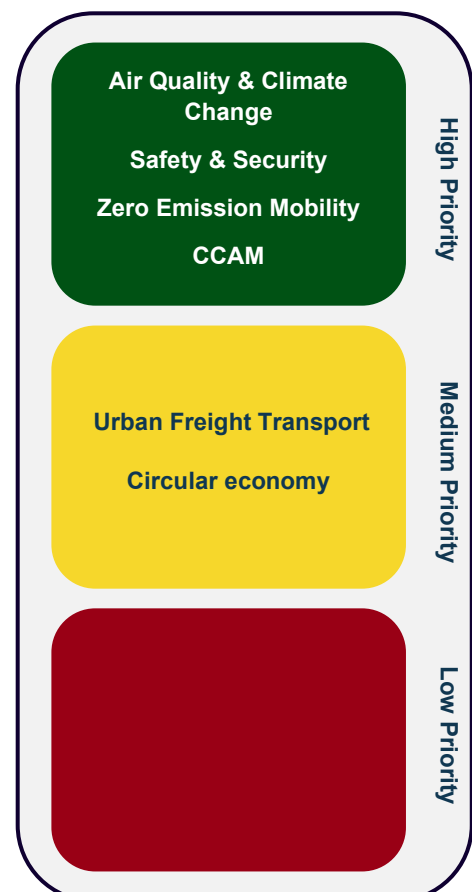 Air Quality & Climate
Change
Safety & Security
Zero Emission Mobility
CCAM
High Priority
Urban Freight Transport
Circular economy
Medium Priority
Low Priority